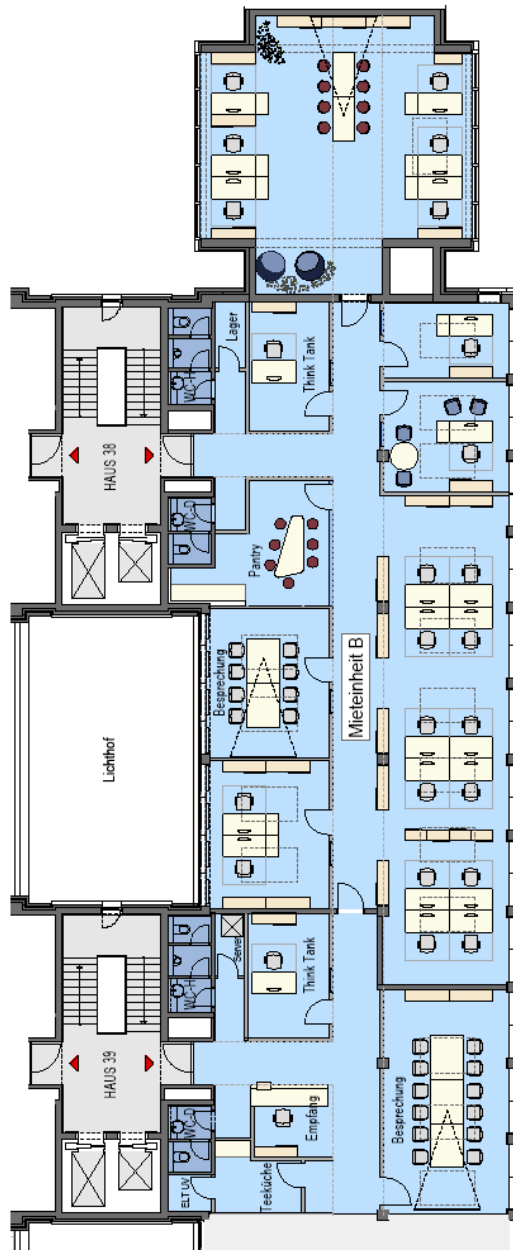 HAUS 38
WC-H
Lager
Think Tank
WC-D
Pantry
Lichthof
Besprechung
Mieteinheit B
HAUS 39
WC-H
Server
Think Tank
WC-D
Empfang
Besprechung
ELT UV
Teeküche